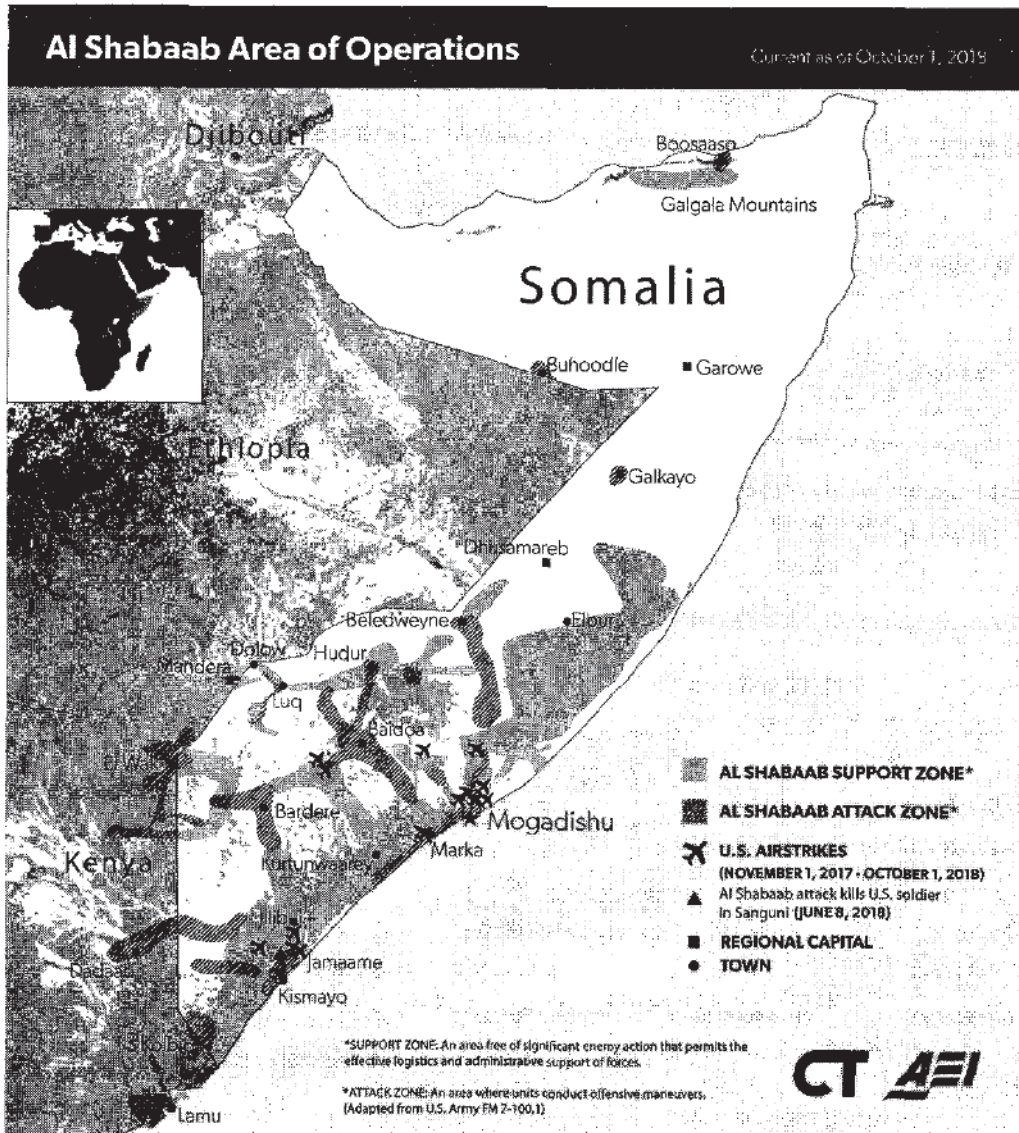 Al Shabaab Area of Operations
Current as of October 1, 2018
Djibouti
Boosaaso
Galgala Mountains
Somalia
Buhoodle
Garowe
Ethiopia
Galkayo
Dhusamareb
Beledweyne
Elbur
Dolow
Hudur
Mandera
Luq
Baidoa
El Wak
Bardere
Mogadishu
Marka
Kenya
Kurtunwaarey
Jilib
Jamaame
Dadaab
Kismayo
Lamu
AL SHABAAB SUPPORT ZONE*
AL SHABAAB ATTACK ZONE*
U.S. AIRSTRIKES
(NOVEMBER 1, 2017 - OCTOBER 1, 2018)
Al Shabaab attack kills U.S. soldier
in Sanguni (JUNE 8, 2018)
REGIONAL CAPITAL
TOWN
*SUPPORT ZONE: An area free of significant enemy action that permits the
effective logistics and administrative support of forces.
*ATTACK ZONE: An area where units conduct offensive maneuvers.
(Adapted from U.S. Army FM 7-100.1)
CT AEI